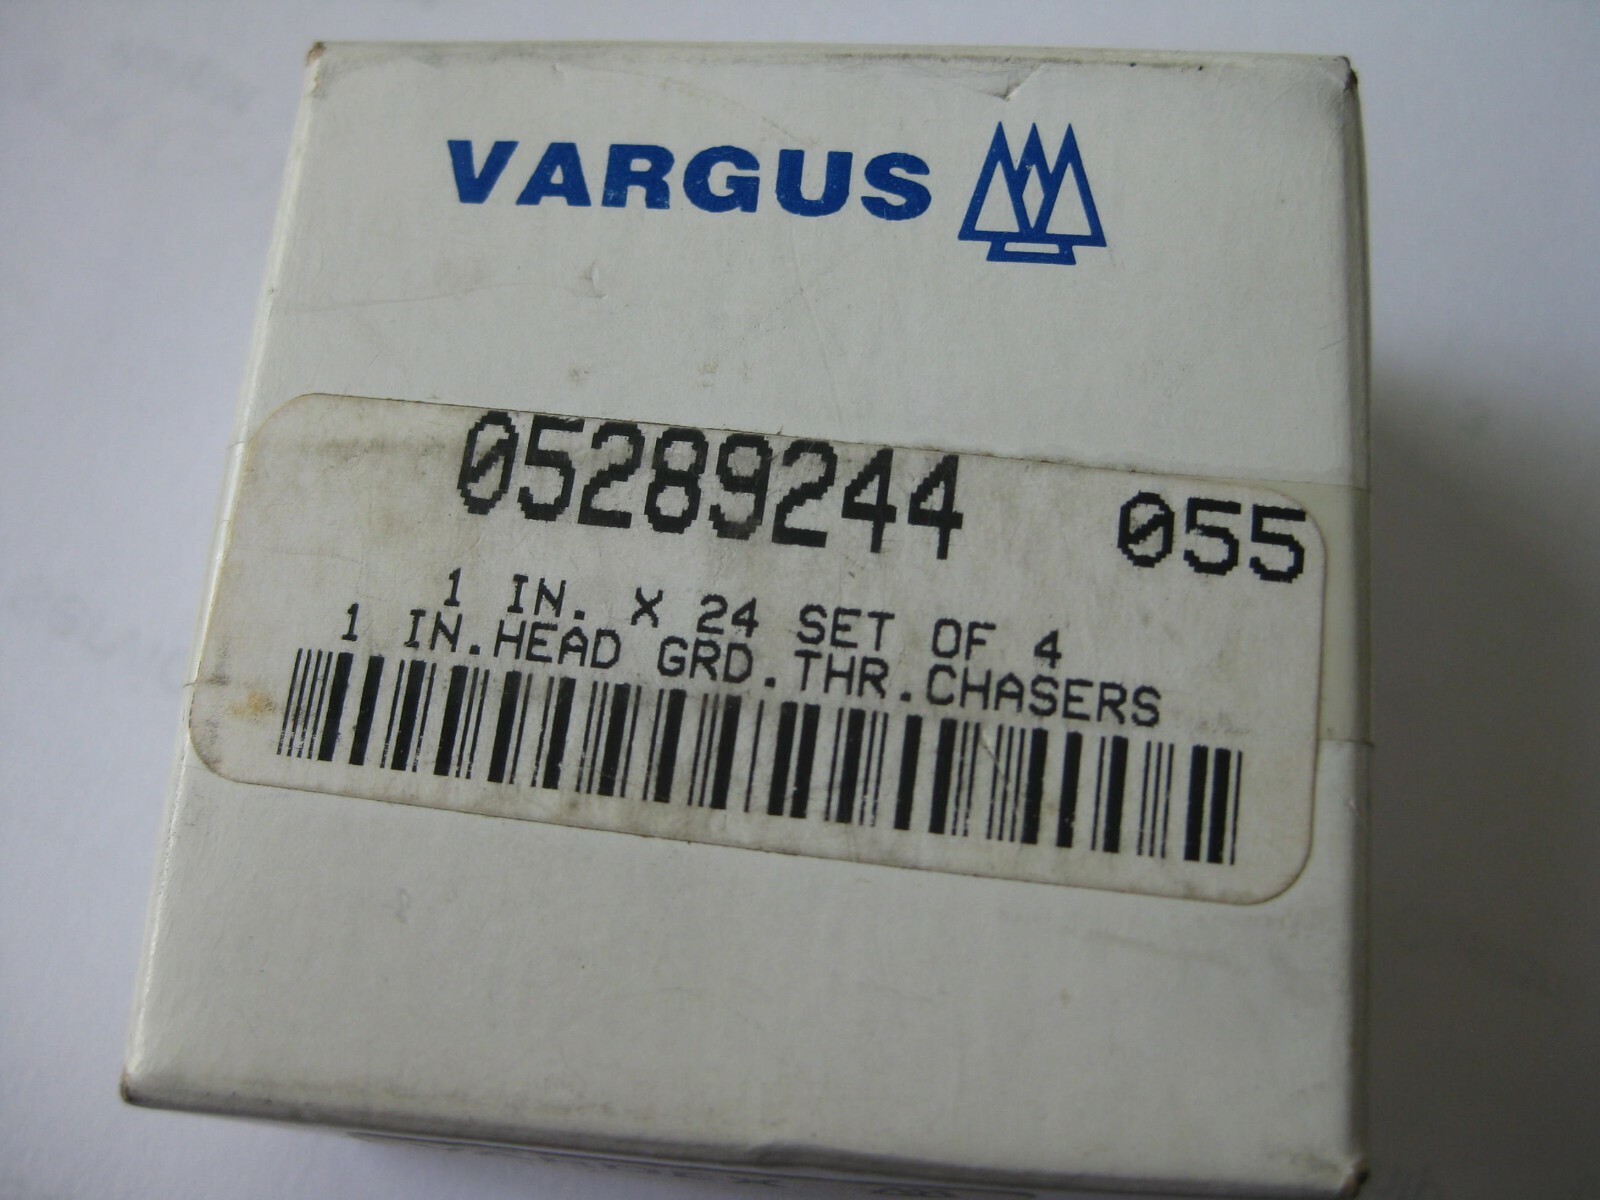 VARGUS
05289244 055
1 IN. X 24 SET OF 4
1 IN.HEAD GRD.THR.CHASERS